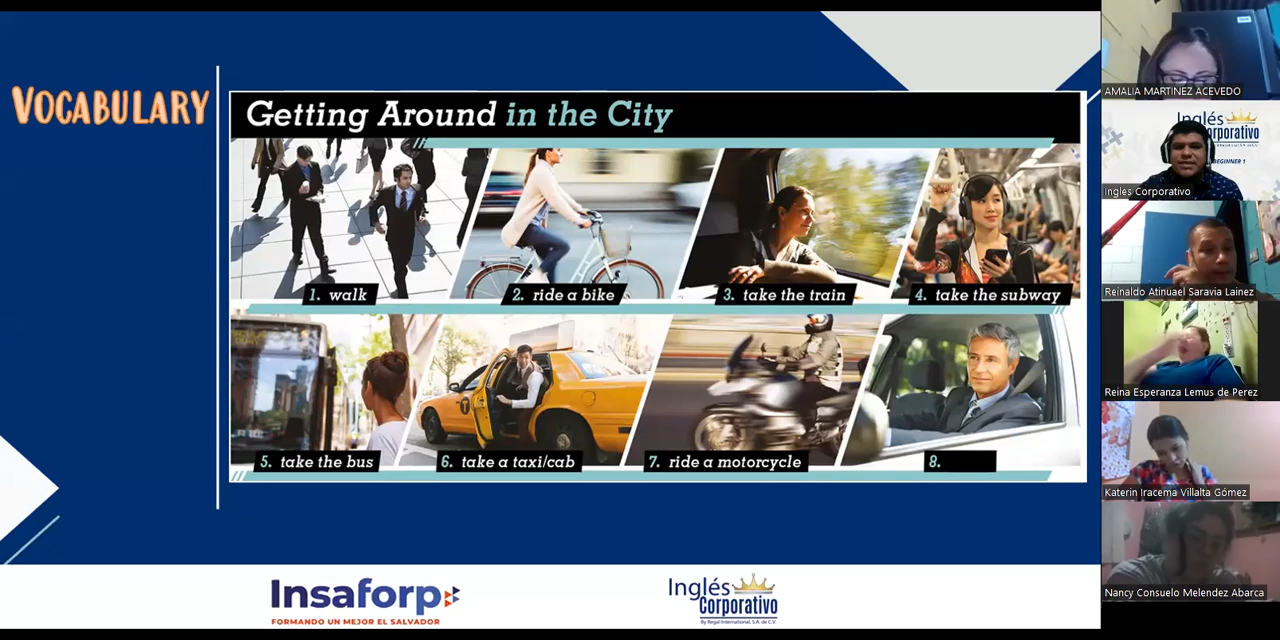 VOCABULARY
Getting Around in the City
1. walk
2. ride a bike
3. take the train
4. take the subway
5. take the bus
6. take a taxi/cab
7. ride a motorcycle
8.
Insaforp
FORMANDO UN MEJOR EL SALVADOR
Inglés
Corporativo
By Regal International, S.A. de C.V.
AMALIA MARTINEZ ACEVEDO
Inglés
orporativo
BEGINNER 1
Ingles Corporativo
Reinaldo Atinuael Saravia Lainez
Reina Esperanza Lemus de Perez
Katerin Iracema Villalta Gómez
Nancy Consuelo Melendez Abarca